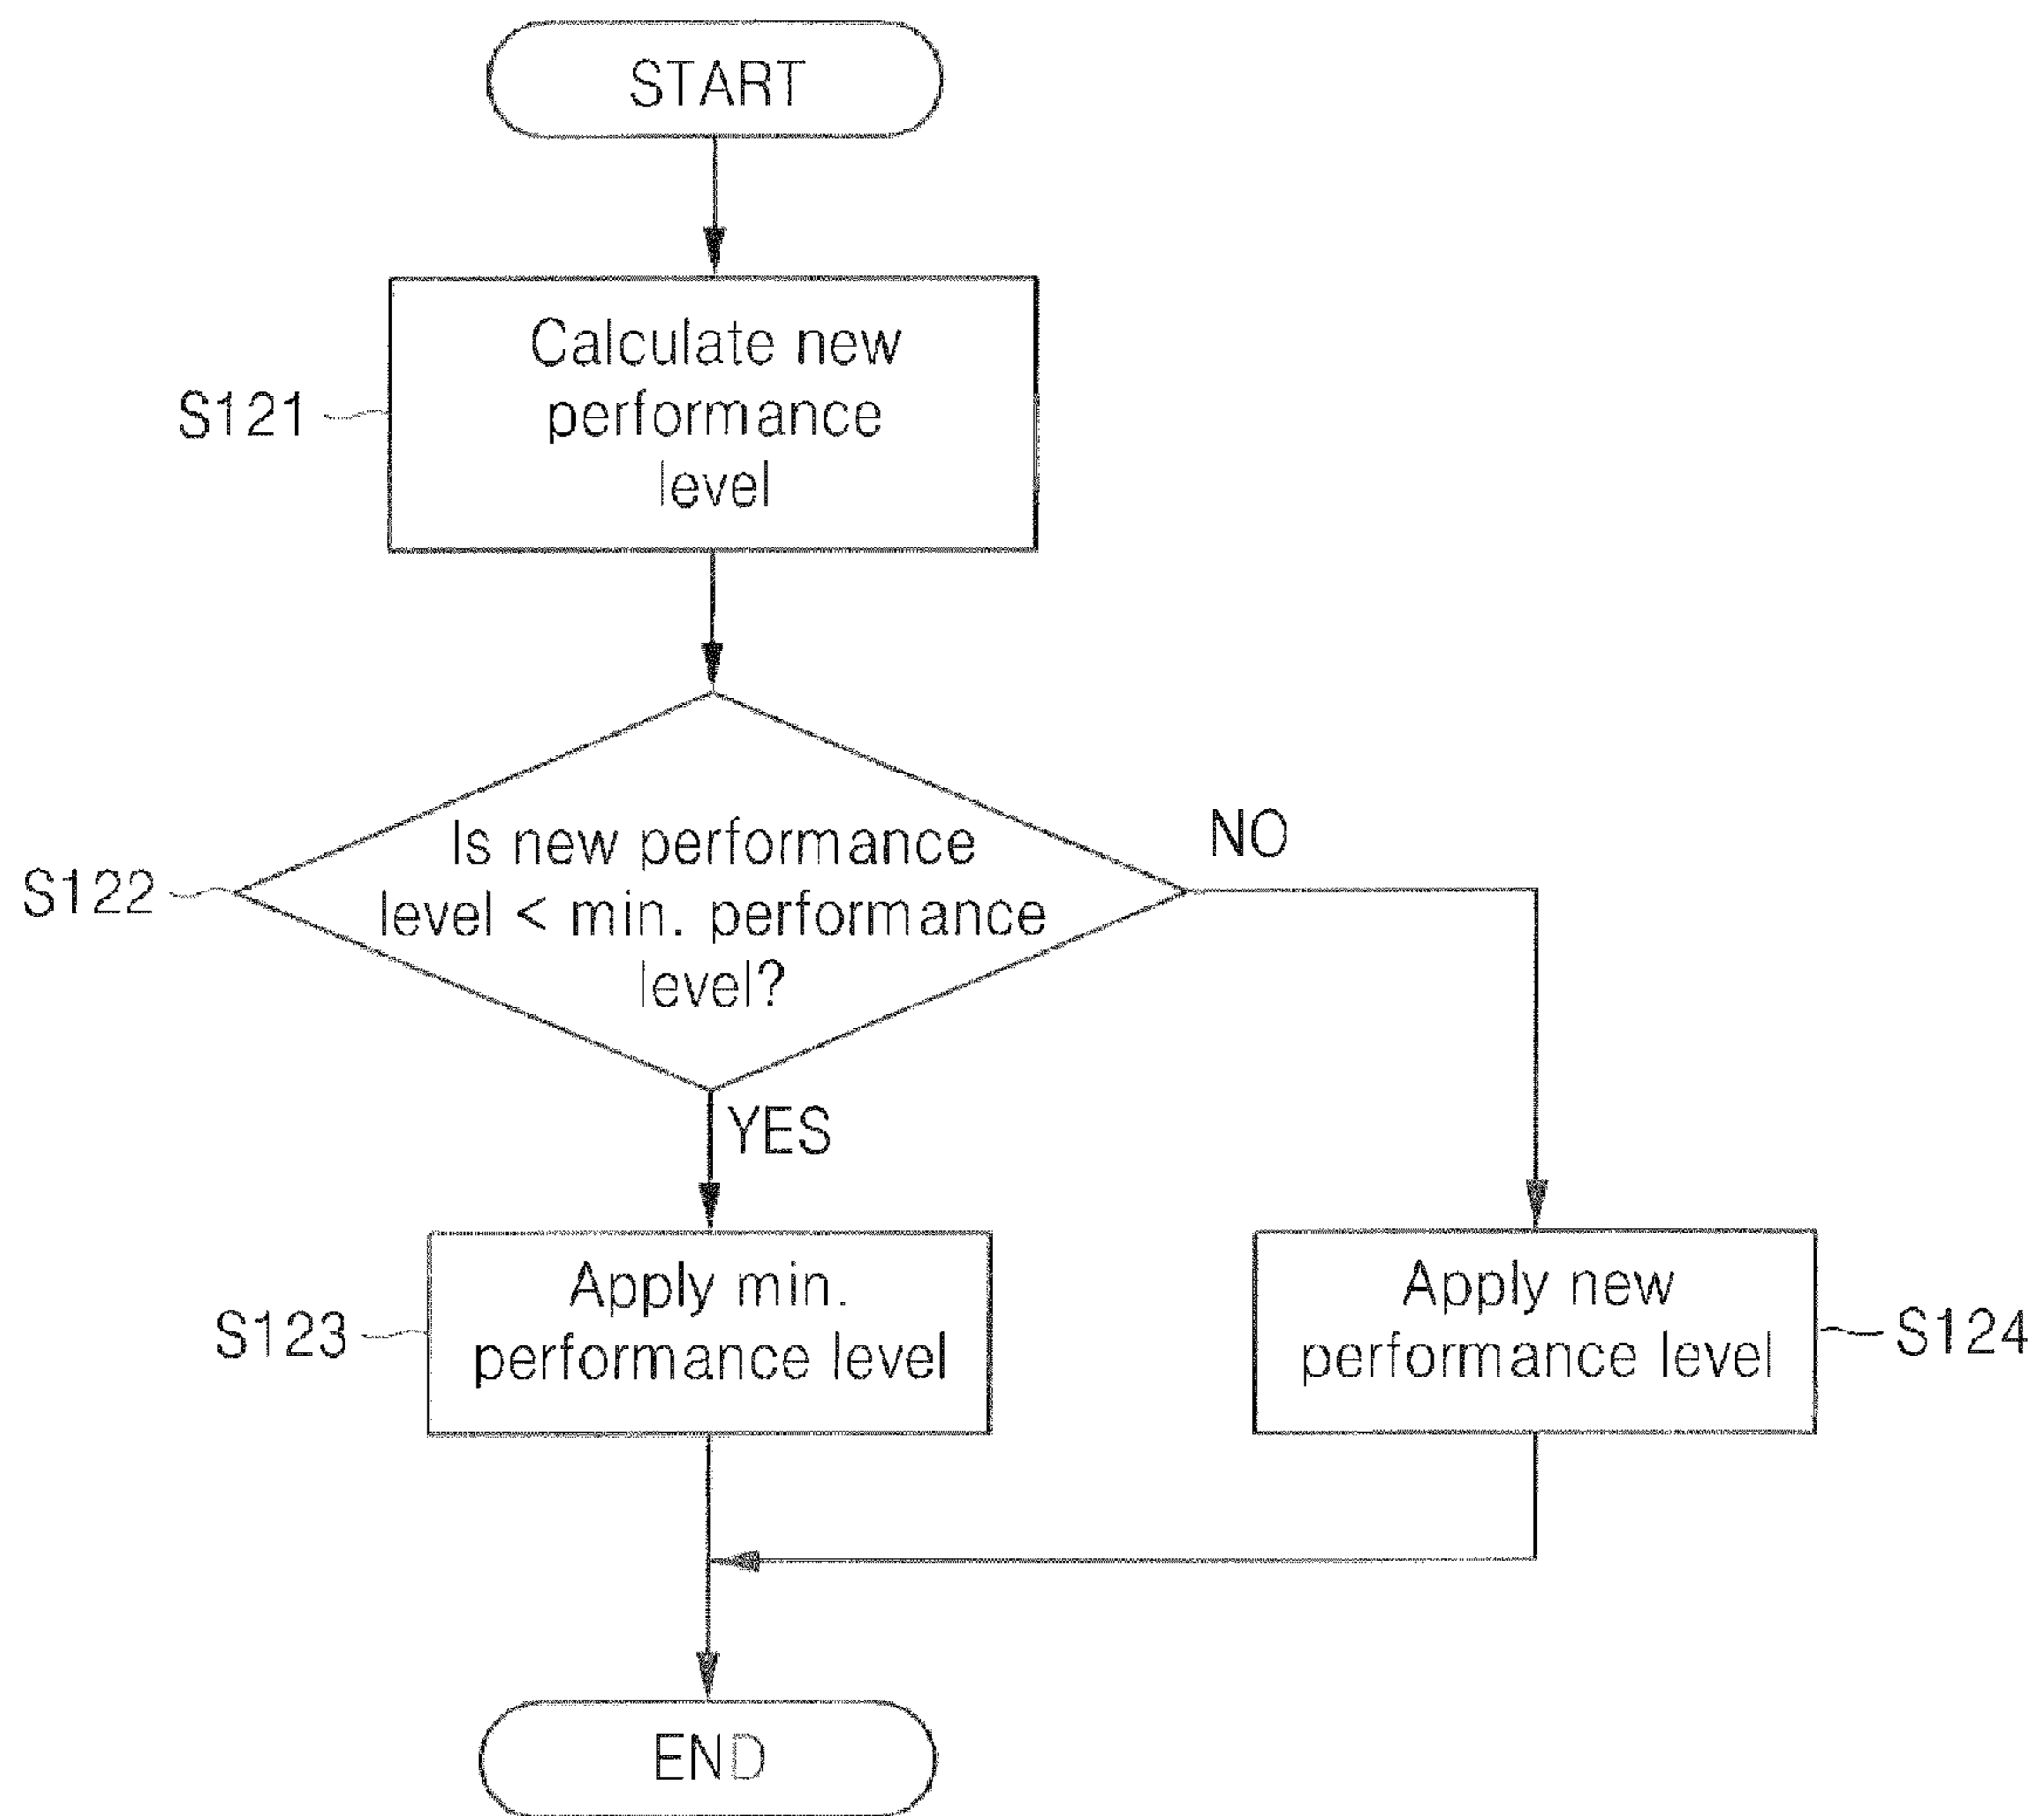 START
Calculate new
performance
level
S121
Is new performance
level < min. performance
level?
S122
NO
YES
Apply min.
performance level
S123
Apply new
performance level
S124
END